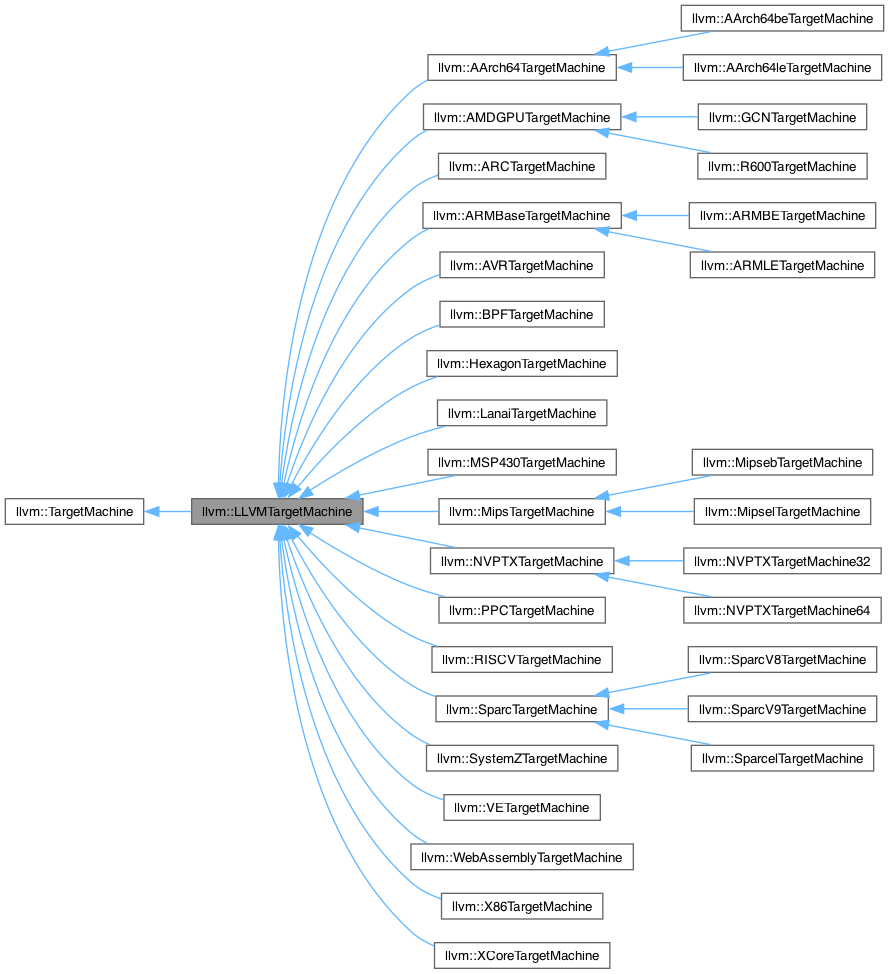 llvm::AArch64beTargetMachine
llvm::AArch64TargetMachine
llvm::AArch64leTargetMachine
llvm::AMDGPUTargetMachine
llvm::GCNTargetMachine
llvm::ARCTargetMachine
llvm::R600TargetMachine
llvm::ARMBaseTargetMachine
llvm::ARMBETargetMachine
llvm::AVRTargetMachine
llvm::ARMLETargetMachine
llvm::BPFTargetMachine
llvm::HexagonTargetMachine
llvm::LanaiTargetMachine
llvm::MSP430TargetMachine
llvm::MipsebTargetMachine
llvm::TargetMachine
llvm::LLVMTargetMachine
llvm::MipsTargetMachine
llvm::MipselTargetMachine
llvm::NVPTXTargetMachine
llvm::NVPTXTargetMachine32
llvm::PPCTargetMachine
llvm::NVPTXTargetMachine64
llvm::RISCVTargetMachine
llvm::SparcV8TargetMachine
llvm::SparcTargetMachine
llvm::SparcV9TargetMachine
llvm::SystemZTargetMachine
llvm::SparcelTargetMachine
llvm::VETargetMachine
llvm::WebAssemblyTargetMachine
llvm::X86TargetMachine
llvm::XCoreTargetMachine